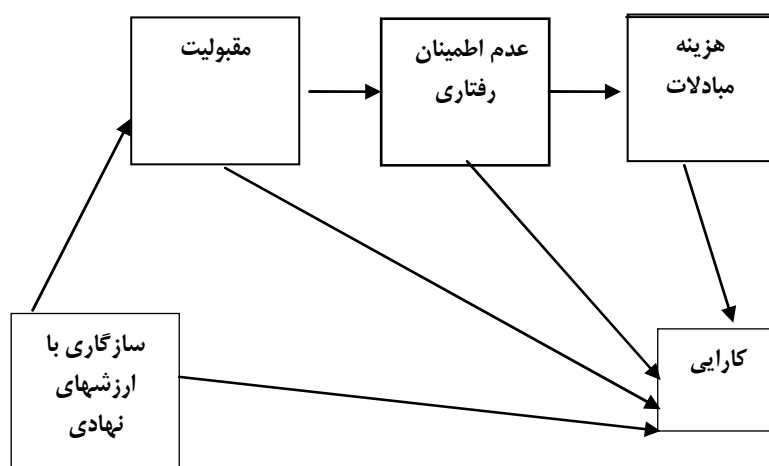 مقبولیت
عدم اطمینان
رفتاری
هزینه
مبادلات
سازگاری با
ارزشهای
نهادی
کارایی